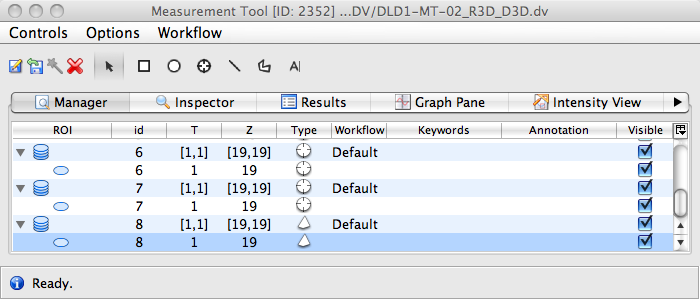 Measurement Tool [ID: 2352] ...DV/DLD1-MT-02_R3D_D3D.dv
Controls Options Workflow
A
Manager Inspector Results Graph Pane Intensity View
ROI id T Z Type Workflow Keywords Annotation Visible
6 [1,1] [19,19] Default
6 1 19
7 [1,1] [19,19] Default
7 1 19
8 [1,1] [19,19] Default
8 1 19
Ready.